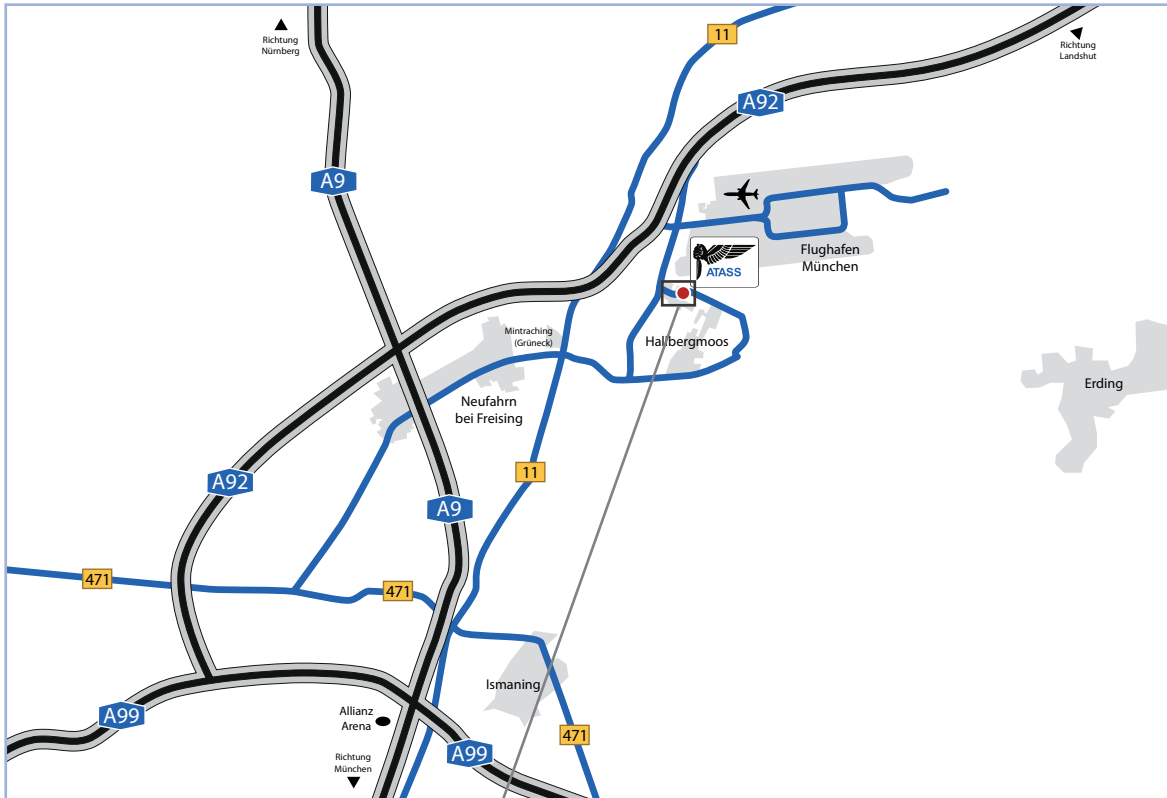 Richtung
Nürnberg
11
Richtung
Landshut
A92
A9
Flughafen
München
ATASS
Mintraching
(Grüneck)
Hallbergmoos
Erding
Neufahrn
bei Freising
A92
11
A9
471
471
Ismaning
Allianz
Arena
A99
471
A99
Richtung
München